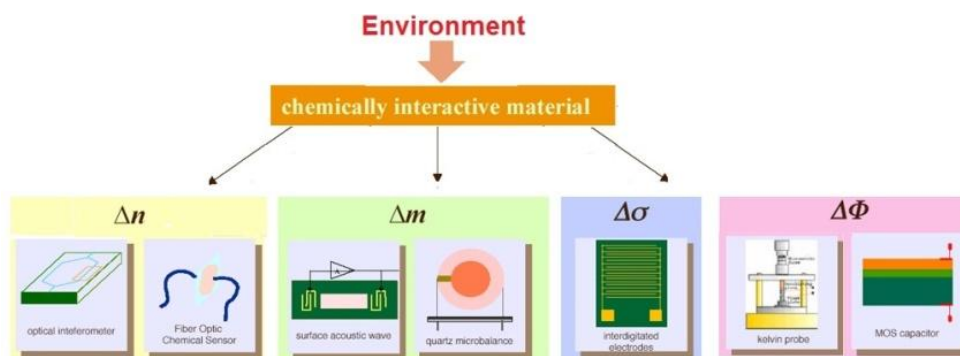 Environment
chemically interactive material
Δn
Δm
Δσ
ΔΦ
optical inteferometer
Fiber Optic
Chemical Sensor
A
surface acoustic wave
quartz microbalance
interdigitated
electrodes
kelvin probe
MOS capacitor